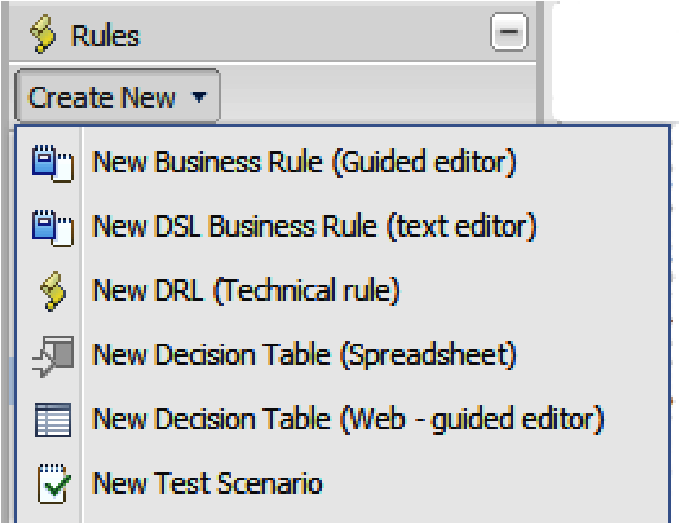 Rules
Create New
New Business Rule (Guided editor)
New DSL Business Rule (text editor)
New DRL (Technical rule)
New Decision Table (Spreadsheet)
New Decision Table (Web - guided editor)
New Test Scenario